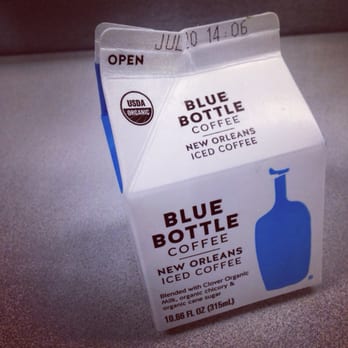 JUL 10 14:06
OPEN
USDA
ORGANIC
BLUE
BOTTLE
COFFEE
NEW ORLEANS
ICED COFFEE
BLUE
BOTTLE
COFFEE
NEW ORLEANS
ICED COFFEE
Blended with Clover Organic
Milk, organic chicory &
organic cane sugar
10.66 FL OZ (315mL)
®